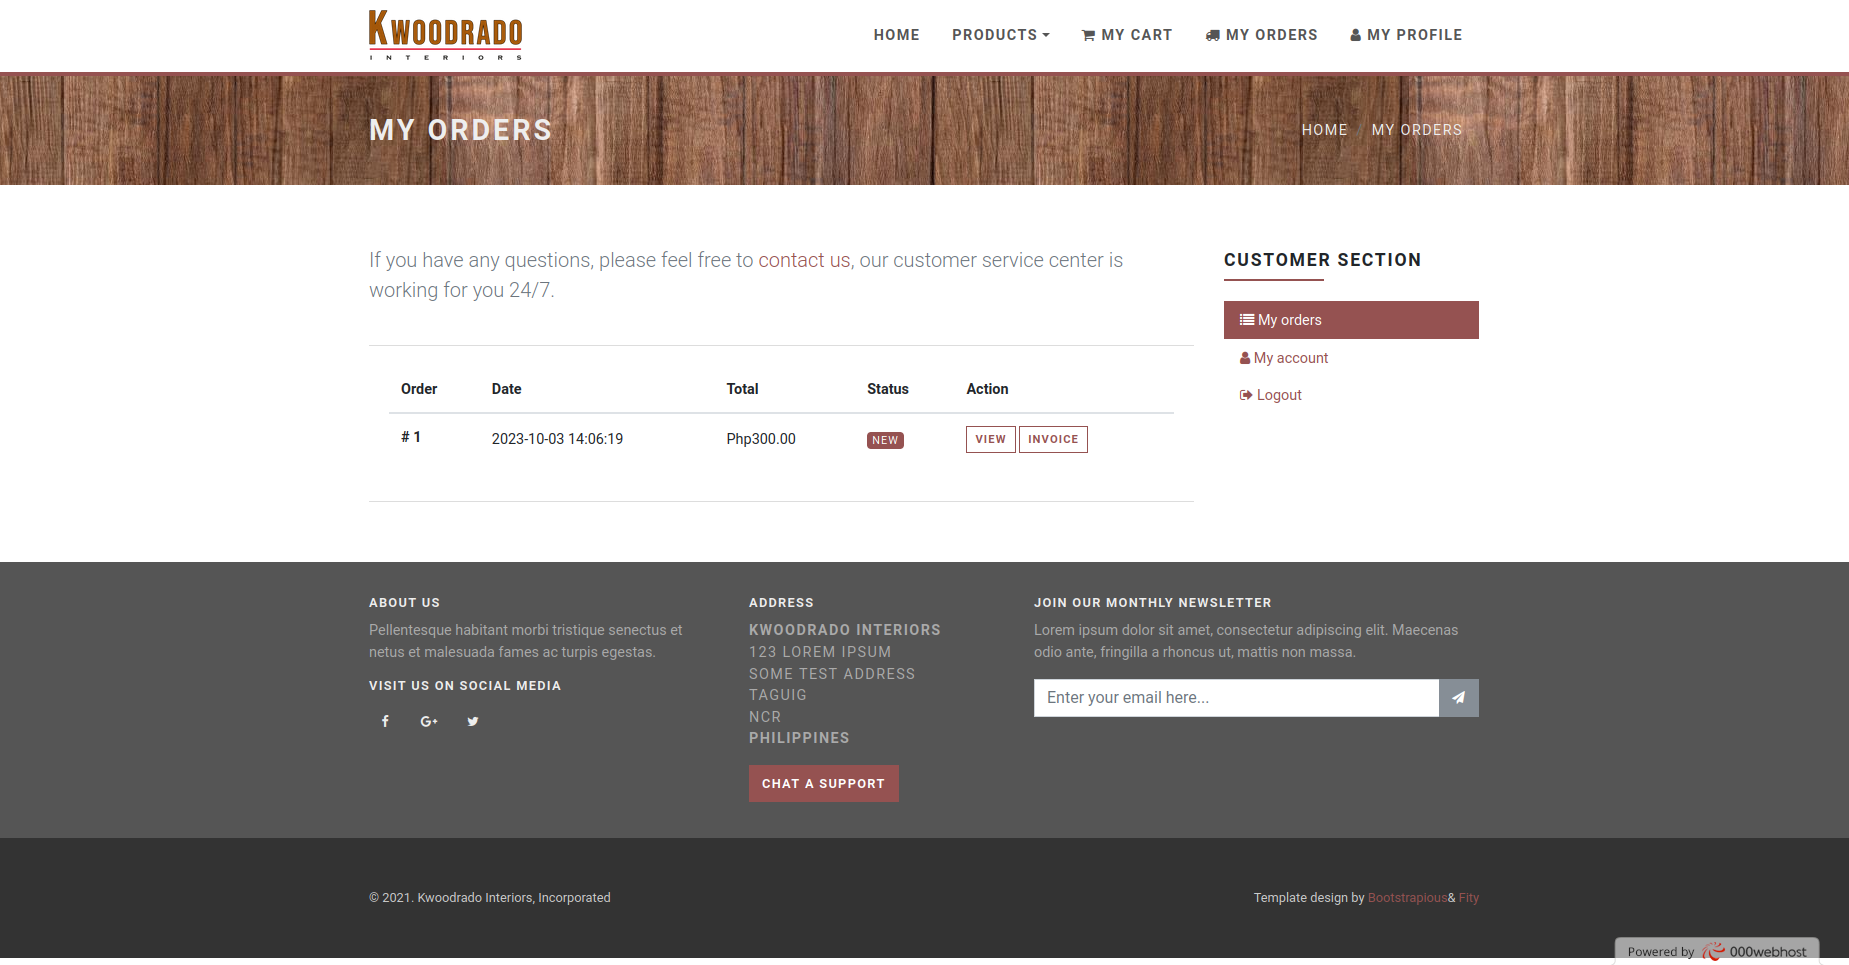 KWOODRADO
INTERIORS
HOME PRODUCTS MY CART MY ORDERS MY PROFILE
MY ORDERS
HOME MY ORDERS
If you have any questions, please feel free to contact us, our customer service center is
working for you 24/7.
CUSTOMER SECTION
My orders
My account
Logout
Order Date Total Status Action
# 1 2023-10-03 14:06:19 Php300.00 NEW VIEW INVOICE
ABOUT US
Pellentesque habitant morbi tristique senectus et
netus et malesuada fames ac turpis egestas.
VISIT US ON SOCIAL MEDIA
ADDRESS
KWOODRADO INTERIORS
123 LOREM IPSUM
SOME TEST ADDRESS
TAGUIG
NCR
PHILIPPINES
CHAT A SUPPORT
JOIN OUR MONTHLY NEWSLETTER
Lorem ipsum dolor sit amet, consectetur adipiscing elit. Maecenas
odio ante, fringilla a rhoncus ut, mattis non massa.
Enter your email here...
© 2021. Kwoodrado Interiors, Incorporated
Template design by Bootstrapious& Fity
Powered by 000webhost